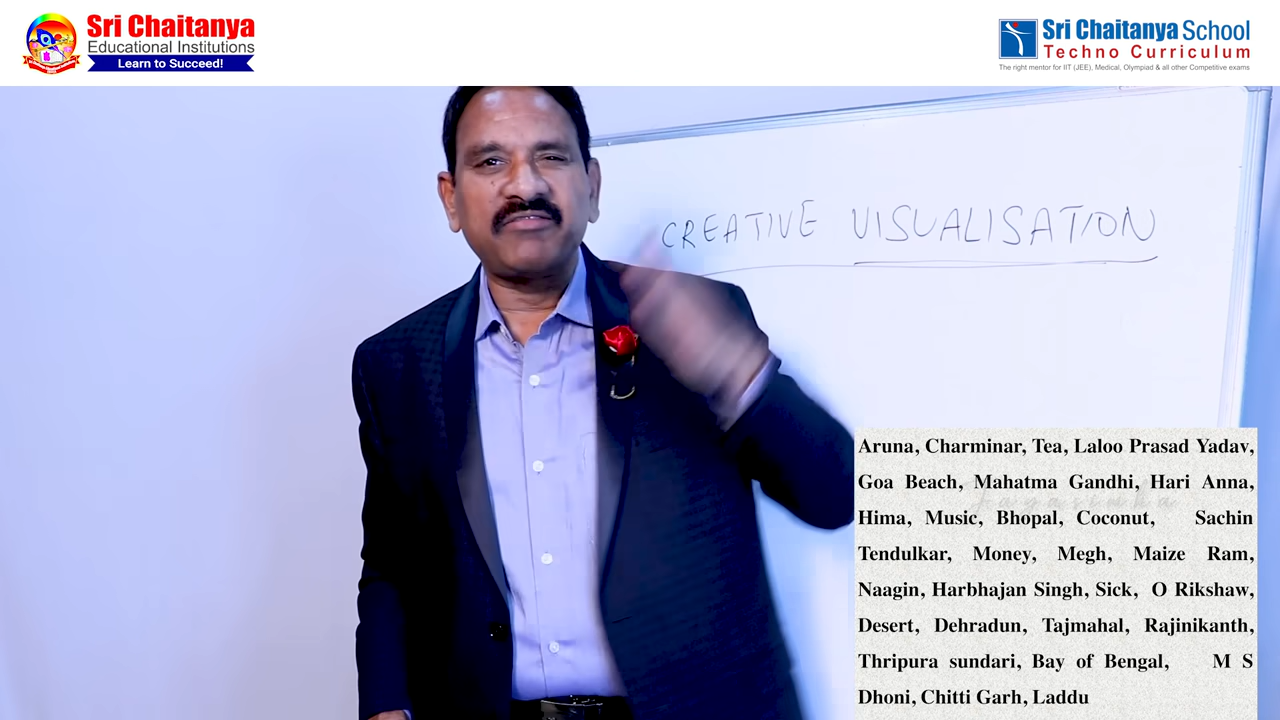 Sri Chaitanya
Educational Institutions
Learn to Succeed!
Sri Chaitanya School
Techno Curriculum
The right mentor for IIT (JEE), Medical, Olympiad & all other Competitive exams
CREATIVE VISUALISATION
Aruna, Charminar, Tea, Laloo Prasad Yadav,
Goa Beach, Mahatma Gandhi, Hari Anna,
Hima, Music, Bhopal, Coconut, Sachin
Tendulkar, Money, Megh, Maize Ram,
Naagin, Harbhajan Singh, Sick, O Rikshaw,
Desert, Dehradun, Tajmahal, Rajinikanth,
Thripura sundari, Bay of Bengal, M S
Dhoni, Chitti Garh, Laddu